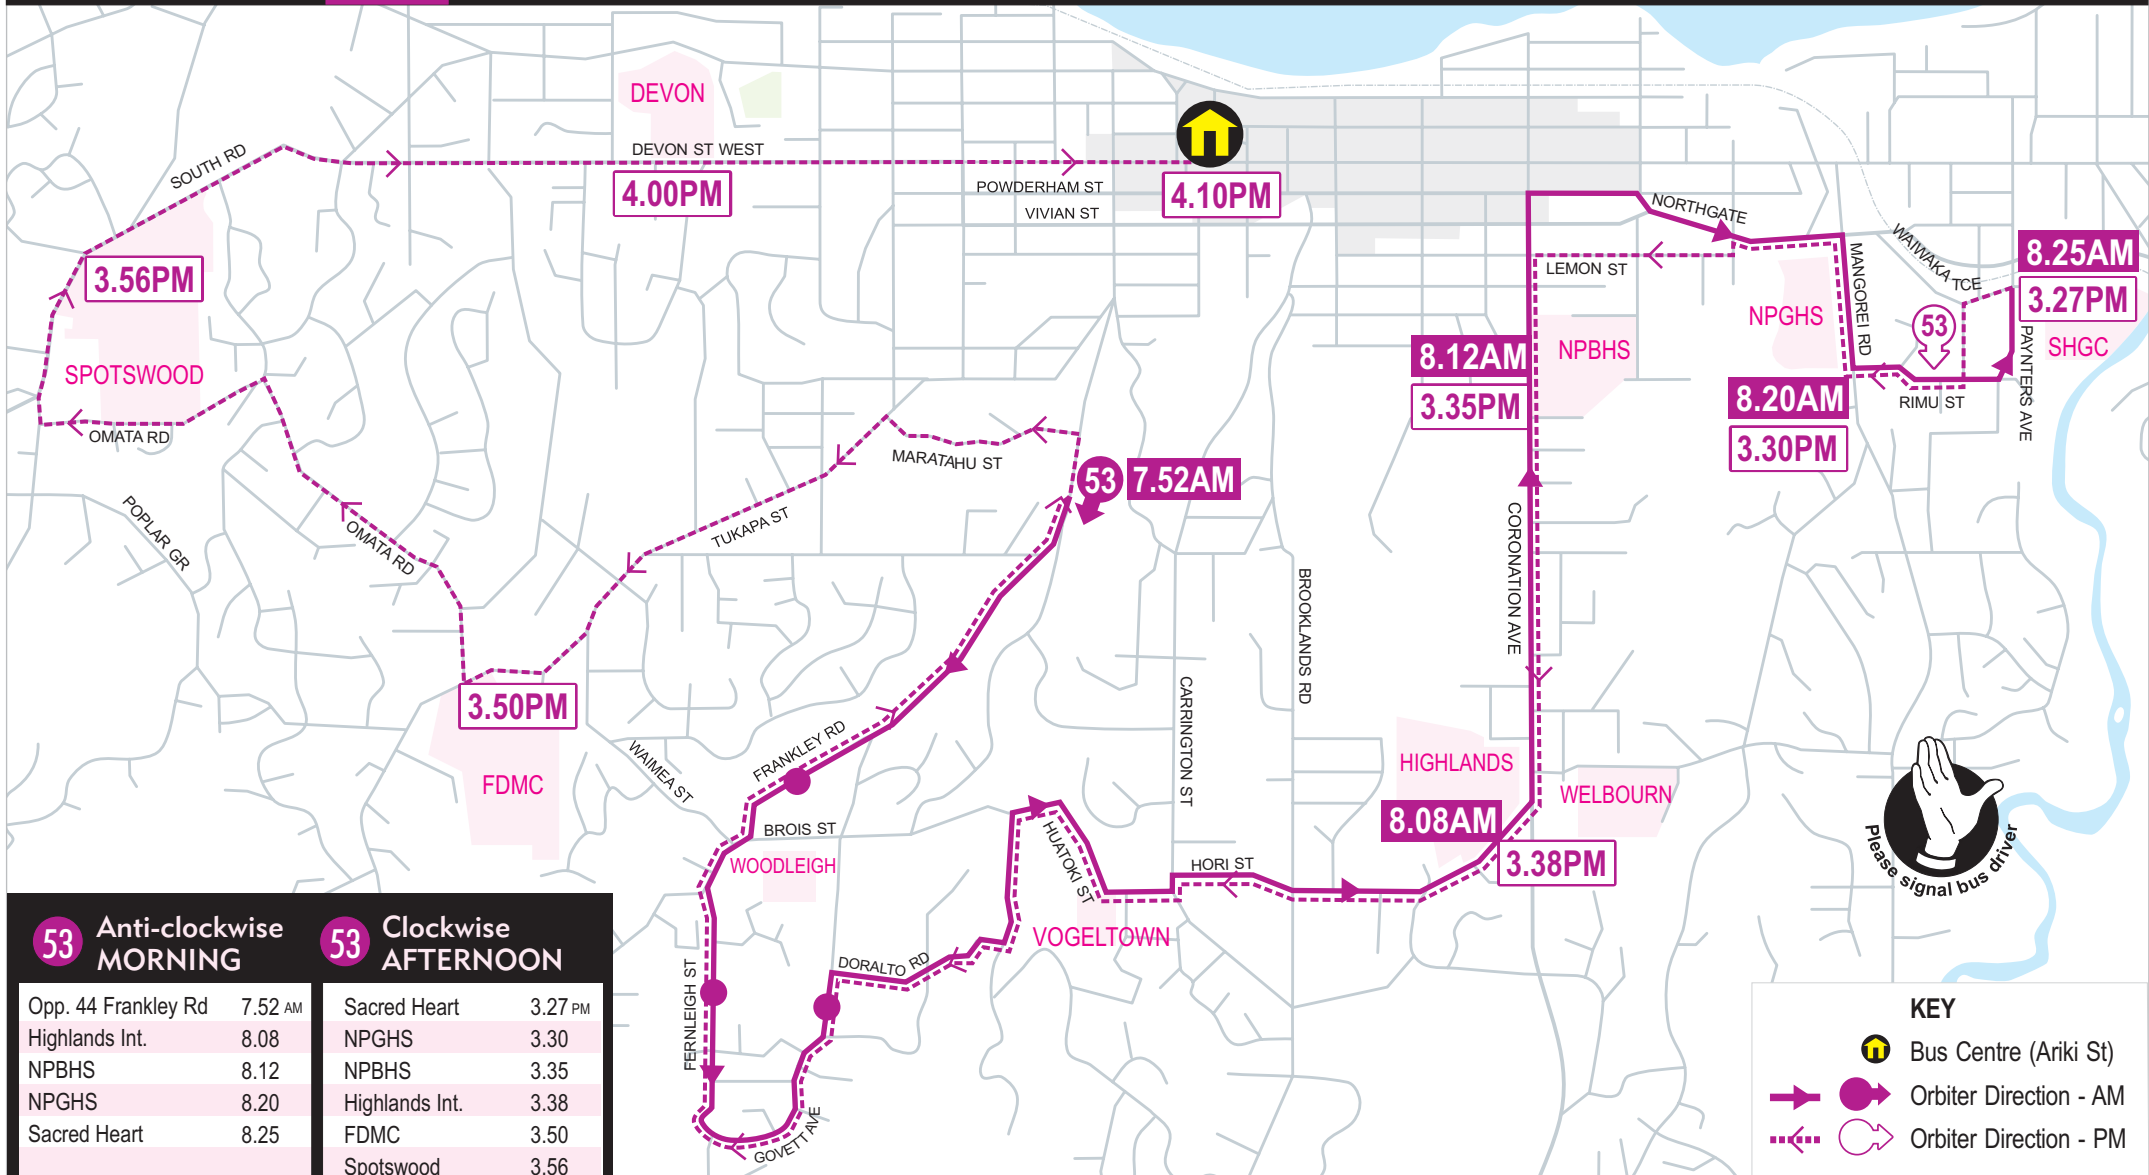 DEVON
SOUTH RD
DEVON ST WEST
4.00PM
POWDERHAM ST
VIVIAN ST
4.10PM
NORTHGATE
LEMON ST
MANGOREI RD
WAIWAKA TCE
8.25AM
3.27PM
3.56PM
SPOTSWOOD
OMATA RD
NPGHS
53
PAYNTERS AVE
SHGC
8.12AM
3.35PM
NPBHS
8.20AM
3.30PM
RIMU ST
MARATAHU ST
53
7.52AM
POPLAR GR
OMATA RD
TUKAPA ST
CORONATION AVE
BROOKLANDS RD
CARRINGTON ST
3.50PM
FDMC
WAIMEA ST
FRANKLEY RD
BROIS ST
WOODLEIGH
HIGHLANDS
WELBOURN
8.08AM
3.38PM
HUATOKI ST
HORI ST
VOGELTOWN
DORALTO RD
FERNLEIGH ST
GOVETT AVE
Please signal bus driver
53 Anti-clockwise
MORNING
Opp. 44 Frankley Rd 7.52 AM
Highlands Int. 8.08
NPBHS 8.12
NPGHS 8.20
Sacred Heart 8.25
53 Clockwise
AFTERNOON
Sacred Heart 3.27 PM
NPGHS 3.30
NPBHS 3.35
Highlands Int. 3.38
FDMC 3.50
Spotswood 3.56
KEY
Bus Centre (Ariki St)
Orbiter Direction - AM
Orbiter Direction - PM